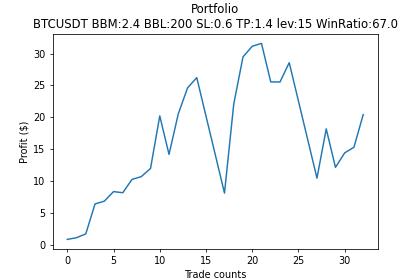 Portfolio
BTCUSDT BBM:2.4 BBL:200 SL:0.6 TP:1.4 lev:15 WinRatio:67.0
30
25
20
15
10
5
0
Profit ($)
0 5 10 15 20 25 30
Trade counts